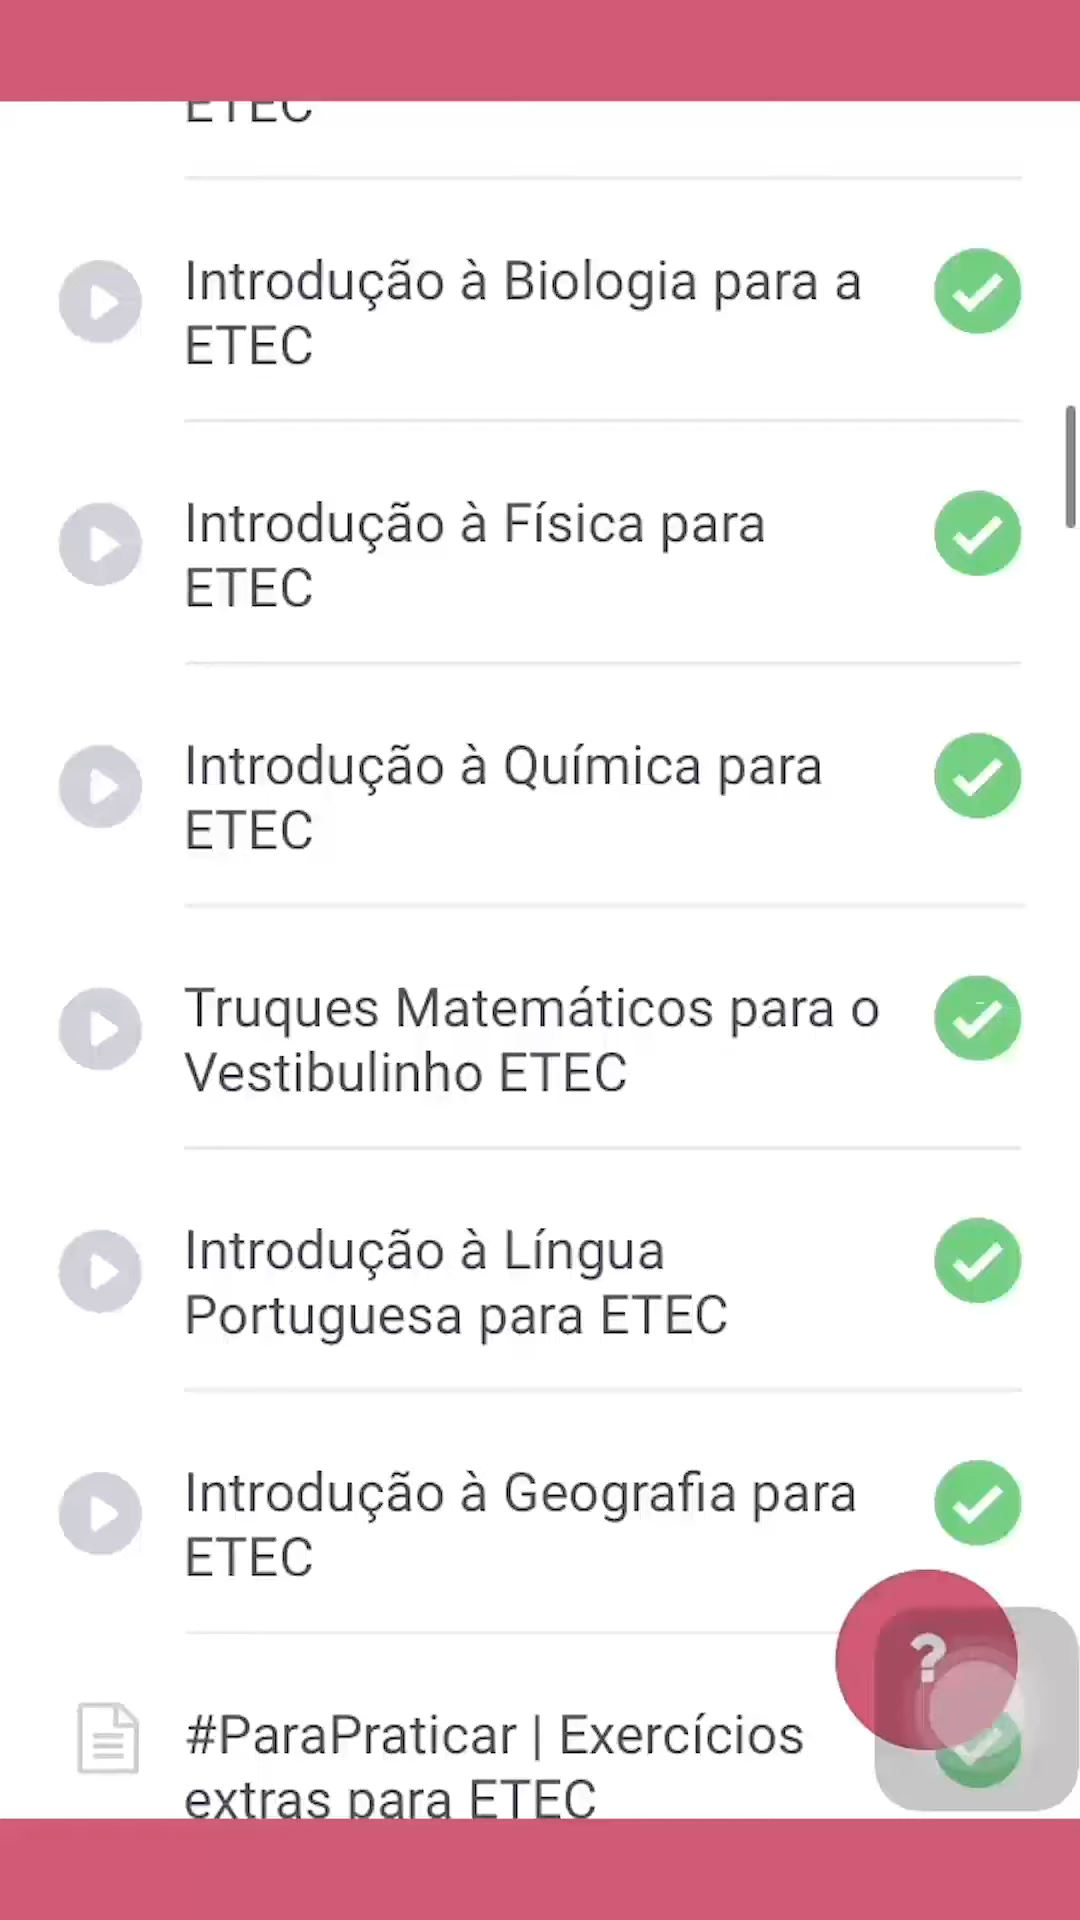 ETEC
Introdução à Biologia para a
ETEC
Introdução à Física para
ETEC
Introdução à Química para
ETEC
Truques Matemáticos para o
Vestibulinho ETEC
Introdução à Língua
Portuguesa para ETEC
Introdução à Geografia para
ETEC
?
#ParaPraticar | Exercícios
extras para ETEC